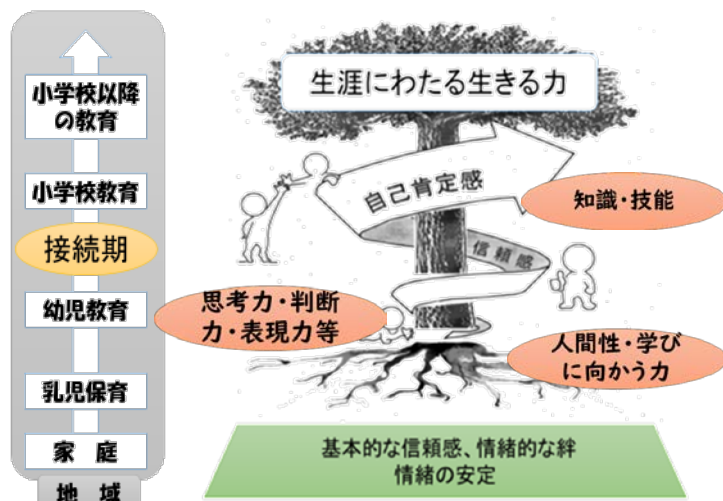 小学校以降
の教育
小学校教育
接続期
幼児教育
乳児保育
家 庭
地 域
生涯にわたる生きる力
自己肯定感
知識・技能
信頼感
思考力・判断
力・表現力等
人間性・学び
に向かう力
基本的な信頼感、情緒的な絆
情緒の安定